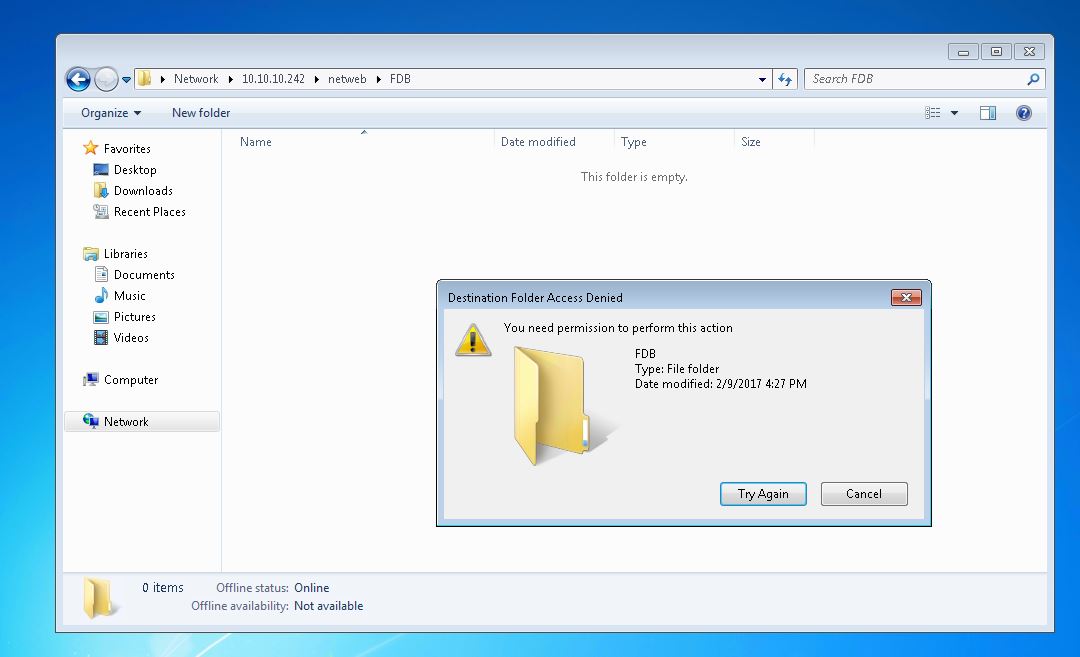 Network 10.10.10.242 netweb FDB
Search FDB
Organize New folder
Name Date modified Type Size
This folder is empty.
Favorites
Desktop
Downloads
Recent Places
Libraries
Documents
Music
Pictures
Videos
Computer
Network
Destination Folder Access Denied
You need permission to perform this action
FDB
Type: File folder
Date modified: 2/9/2017 4:27 PM
Try Again Cancel
0 items Offline status: Online
Offline availability: Not available